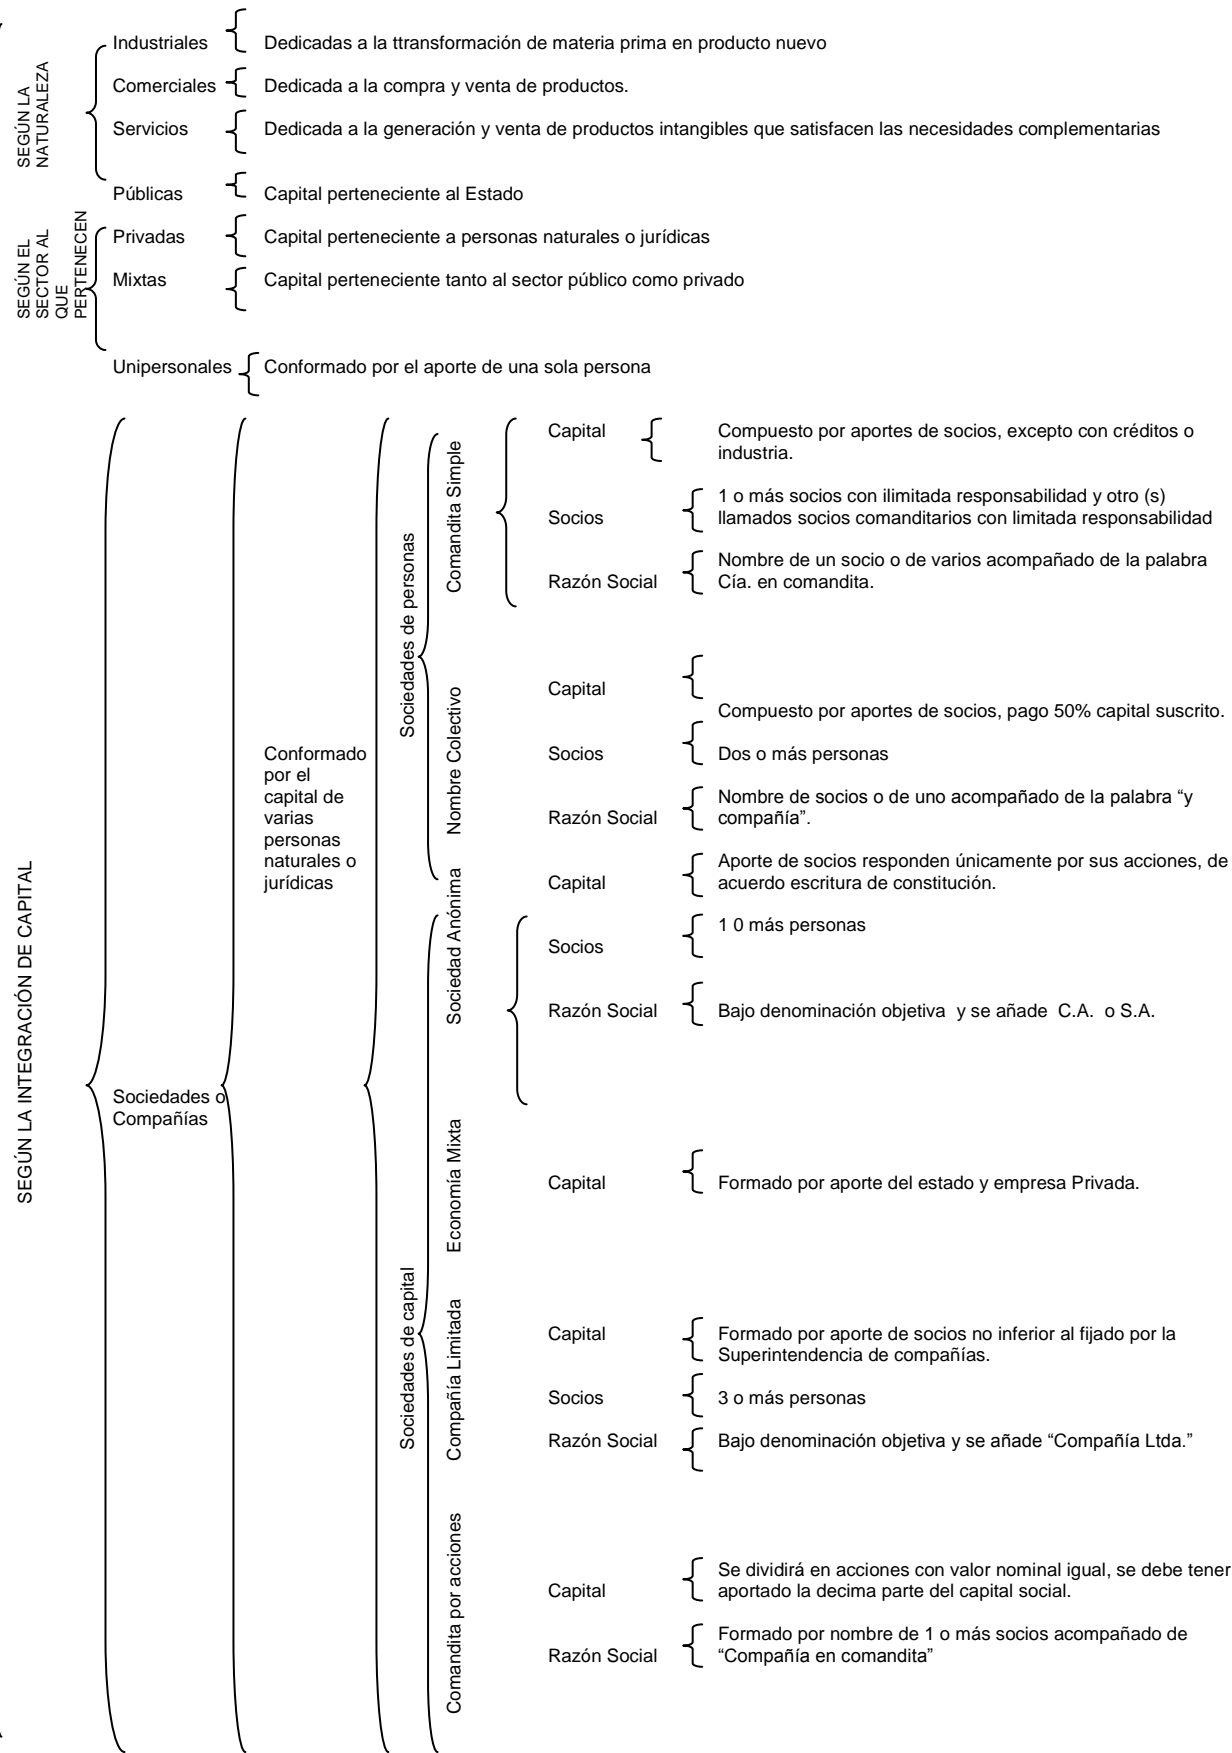 SEGÚN LA
NATURALEZA
Industriales
Dedicadas a la ttransformación de materia prima en producto nuevo
Comerciales
Dedicada a la compra y venta de productos.
Servicios
Dedicada a la generación y venta de productos intangibles que satisfacen las necesidades complementarias
SEGÚN EL
SECTOR AL
QUE
PERTENECEN
Públicas
Capital perteneciente al Estado
Privadas
Capital perteneciente a personas naturales o jurídicas
Mixtas
Capital perteneciente tanto al sector público como privado
SEGÚN LA INTEGRACIÓN DE CAPITAL
Unipersonales
Conformado por el aporte de una sola persona
Sociedades o
Compañías
Conformado
por el
capital de
varias
personas
naturales o
jurídicas
Sociedades de personas
Comandita Simple
Capital
Compuesto por aportes de socios, excepto con créditos o
industria.
Socios
1 o más socios con ilimitada responsabilidad y otro (s)
llamados socios comanditarios con limitada responsabilidad
Razón Social
Nombre de un socio o de varios acompañado de la palabra
Cía. en comandita.
Nombre Colectivo
Capital
Compuesto por aportes de socios, pago 50% capital suscrito.
Socios
Dos o más personas
Razón Social
Nombre de socios o de uno acompañado de la palabra “y
compañía”.
Sociedades de capital
Sociedad Anónima
Capital
Aporte de socios responden únicamente por sus acciones, de
acuerdo escritura de constitución.
Socios
1 0 más personas
Razón Social
Bajo denominación objetiva y se añade C.A. o S.A.
Economía Mixta
Capital
Formado por aporte del estado y empresa Privada.
Compañía Limitada
Capital
Formado por aporte de socios no inferior al fijado por la
Superintendencia de compañías.
Socios
3 o más personas
Razón Social
Bajo denominación objetiva y se añade “Compañía Ltda.”
Comandita por acciones
Capital
Se dividirá en acciones con valor nominal igual, se debe tener
aportado la decima parte del capital social.
Razón Social
Formado por nombre de 1 o más socios acompañado de
“Compañía en comandita”